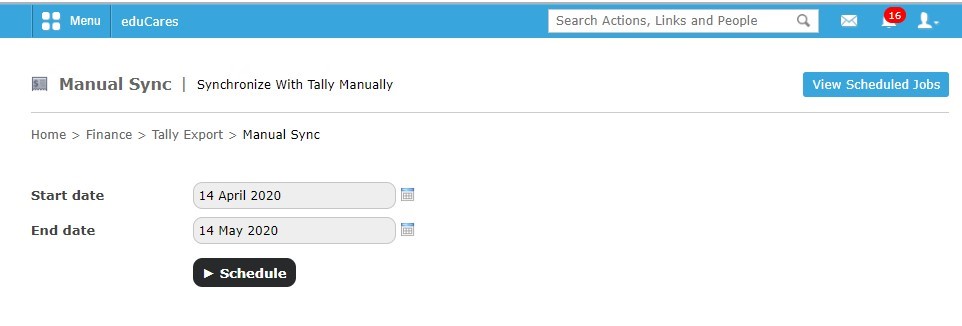 Menu eduCares Search Actions, Links and People 16
Manual Sync | Synchronize With Tally Manually View Scheduled Jobs
Home > Finance > Tally Export > Manual Sync
Start date 14 April 2020
End date 14 May 2020
Schedule